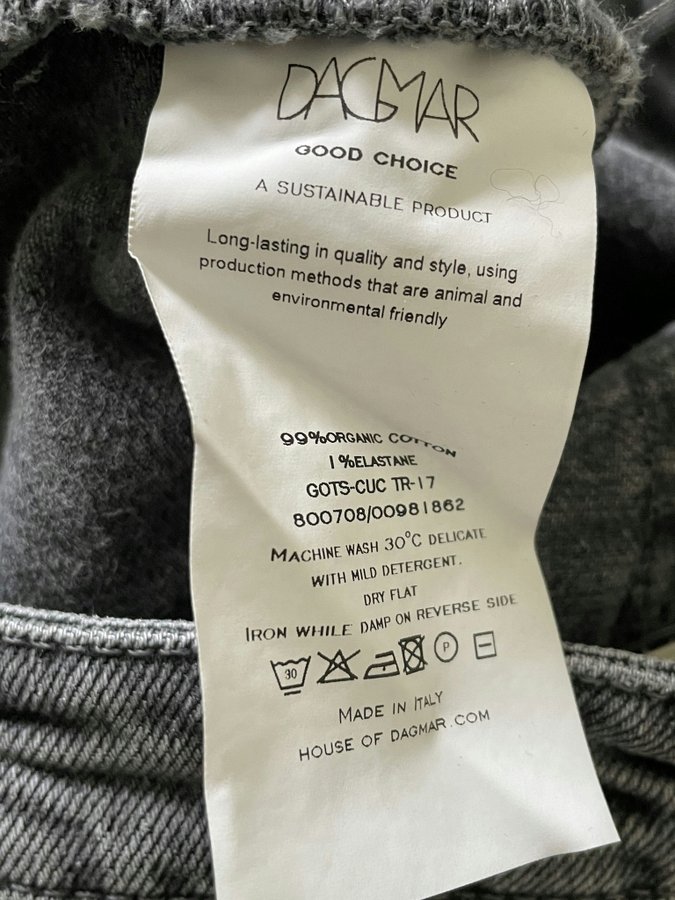 DAGMAR
GOOD CHOICE
A SUSTAINABLE PRODUCT
Long-lasting in quality and style, using
production methods that are animal and
environmental friendly
99%ORGANIC COTTON
1%ELASTANE
GOTS-CUC TR-17
800708/00981862
MACHINE WASH 30°C DELICATE
WITH MILD DETERGENT.
DRY FLAT
IRON WHILE DAMP ON REVERSE SIDE
30 P
MADE IN ITALY
HOUSE OF DAGMAR.COM